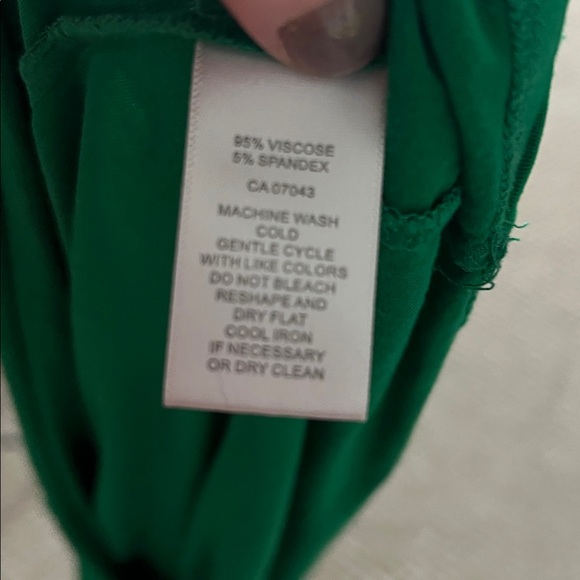 95% VISCOSE
5% SPANDEX
CA 07043
MACHINE WASH
COLD
GENTLE CYCLE
WITH LIKE COLORS
DO NOT BLEACH
RESHAPE AND
DRY FLAT
COOL IRON
IF NECESSARY
OR DRY CLEAN